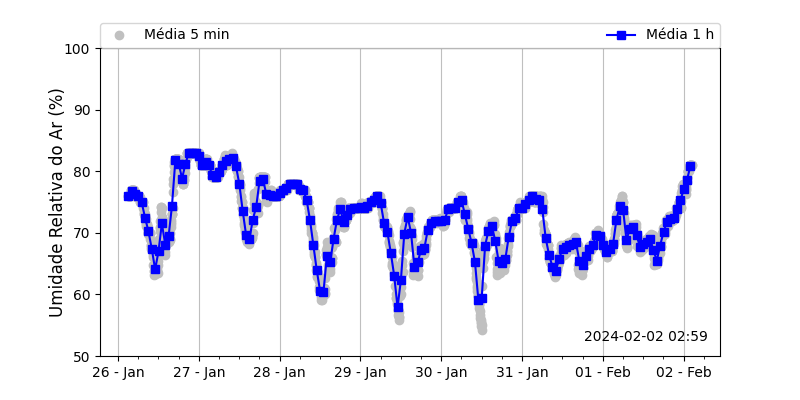 Média 5 min Média 1 h
100
90
80
70
60
50
Umidade Relativa do Ar (%)
2024-02-02 02:59
26 - Jan 27 - Jan 28 - Jan 29 - Jan 30 - Jan 31 - Jan 01 - Feb 02 - Feb